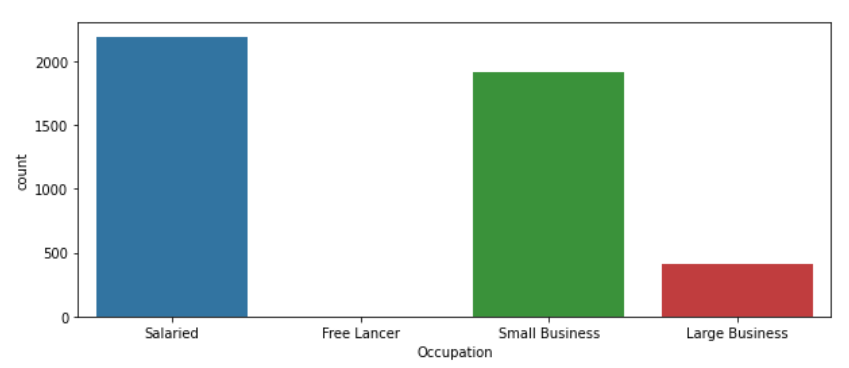 2000
1500
1000
500
0
count
Salaried Free Lancer Small Business Large Business
Occupation